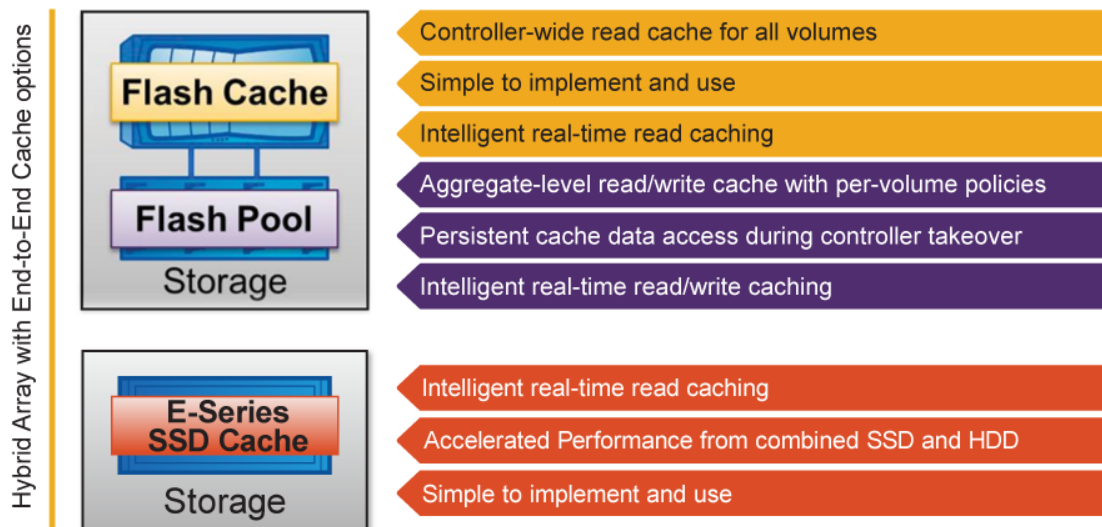 Hybrid Array with End-to-End Cache options
Flash Cache
Flash Pool
Storage
Controller-wide read cache for all volumes
Simple to implement and use
Intelligent real-time read caching
Aggregate-level read/write cache with per-volume policies
Persistent cache data access during controller takeover
Intelligent real-time read/write caching
E-Series
SSD Cache
Storage
Intelligent real-time read caching
Accelerated Performance from combined SSD and HDD
Simple to implement and use